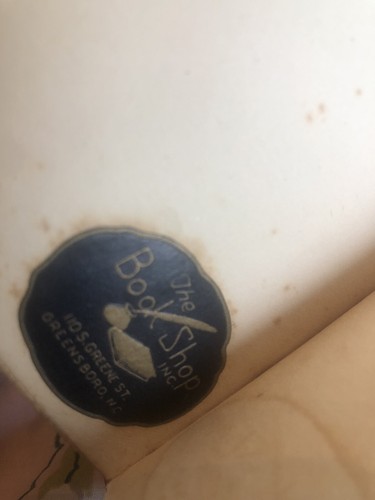 The
Book Shop
INC.
110 S. GREENE ST.
GREENSBORO, N.C.